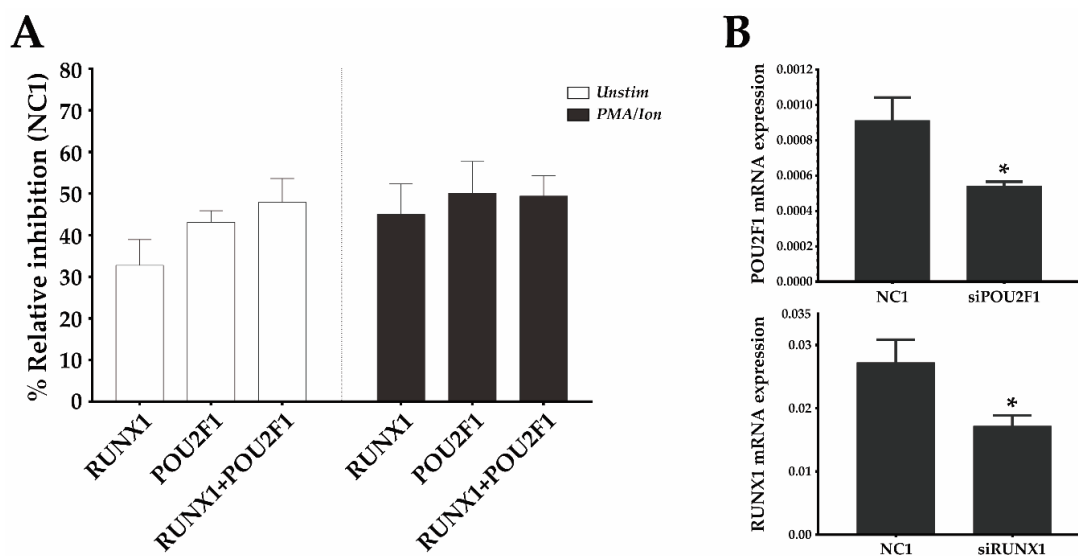 A
% Relative inhibition (NC1)
80
70
60
50
40
30
20
10
0
Unstim
PMA/Ion
RUNX1
POU2F1
RUNX1+POU2F1
RUNX1
POU2F1
RUNX1+POU2F1
B
POU2F1 mRNA expression
0.0012
0.0010
0.0008
0.0006
0.0004
0.0002
0.0000
*
NC1
siPOU2F1
RUNX1 mRNA expression
0.035
0.03
0.02
0.01
0.00
*
NC1
siRUNX1